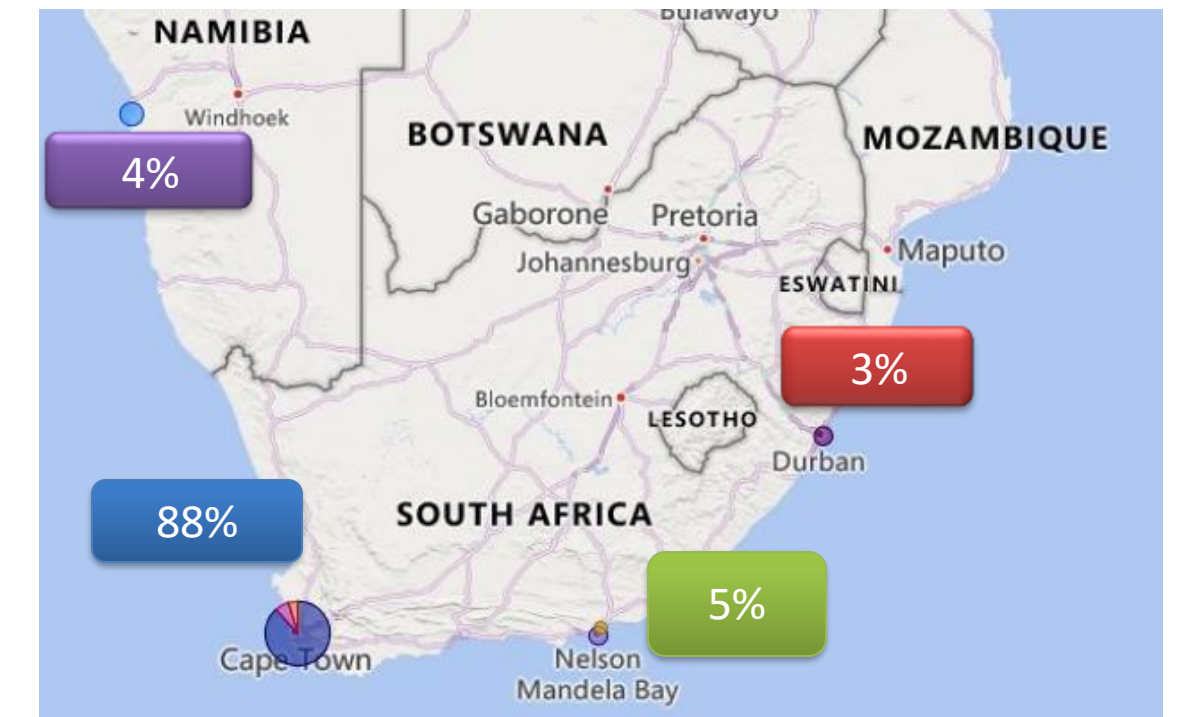 Bulawayo
NAMIBIA
Windhoek
BOTSWANA
MOZAMBIQUE
4%
Gaborone
Pretoria
Maputo
Johannesburg
ESWATINI
3%
Bloemfontein
LESOTHO
Durban
88%
SOUTH AFRICA
5%
Cape Town
Nelson
Mandela Bay